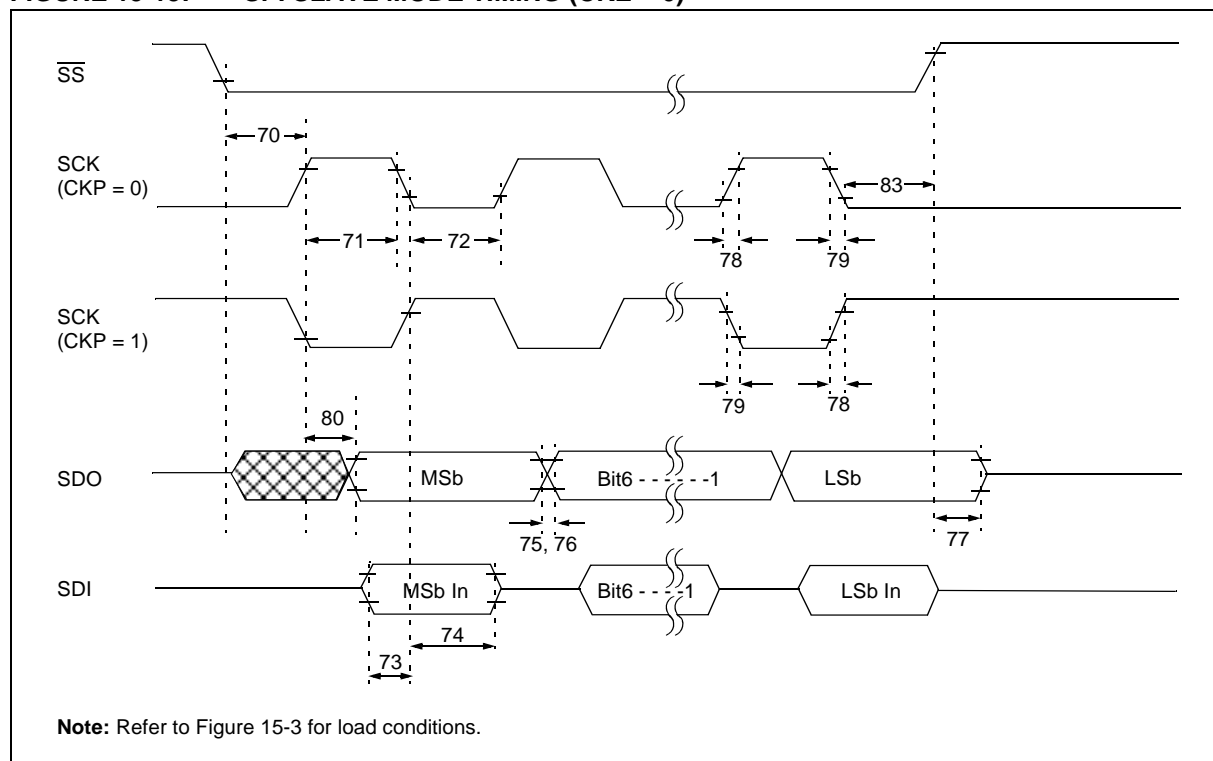 SS
70
SCK
(CKP = 0)
83
71
72
78
79
SCK
(CKP = 1)
79
78
80
SDO
MSb
Bit6 - - - - - -1
LSb
75, 76
77
SDI
MSb In
Bit6 - - - -1
LSb In
74
73
Note: Refer to Figure 15-3 for load conditions.